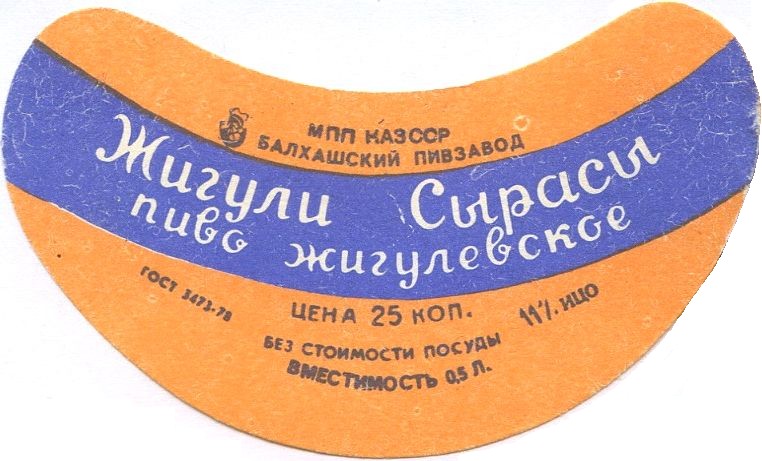 МПП КАЗССР
БАЛХАШСКИЙ ПИВЗАВОД
Жигули Сырасы
пиво жигулевское
ГОСТ 3473-78
ЦЕНА 25 КОП.
11% ИЦО
БЕЗ СТОИМОСТИ ПОСУДЫ
ВМЕСТИМОСТЬ 0,5 Л.